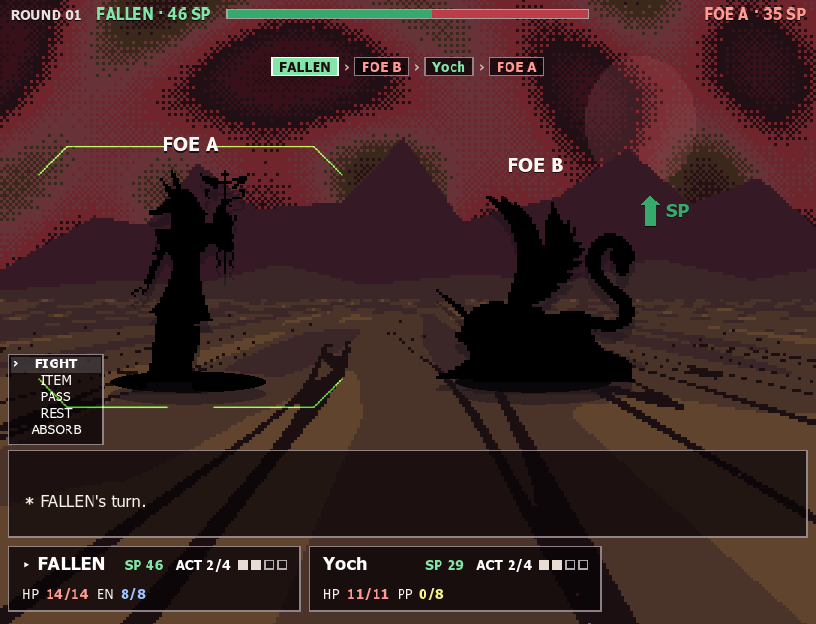 ROUND 01 FALLEN · 46 SP FOE A · 35 SP
FALLEN › FOE B › Yoch › FOE A
FOE A
FOE B
SP
› FIGHT
ITEM
PASS
REST
ABSORB
* FALLEN's turn.
▸ FALLEN SP 46 ACT 2/4
HP 14/14 EN 8/8
Yoch SP 29 ACT 2/4
HP 11/11 PP 0/8